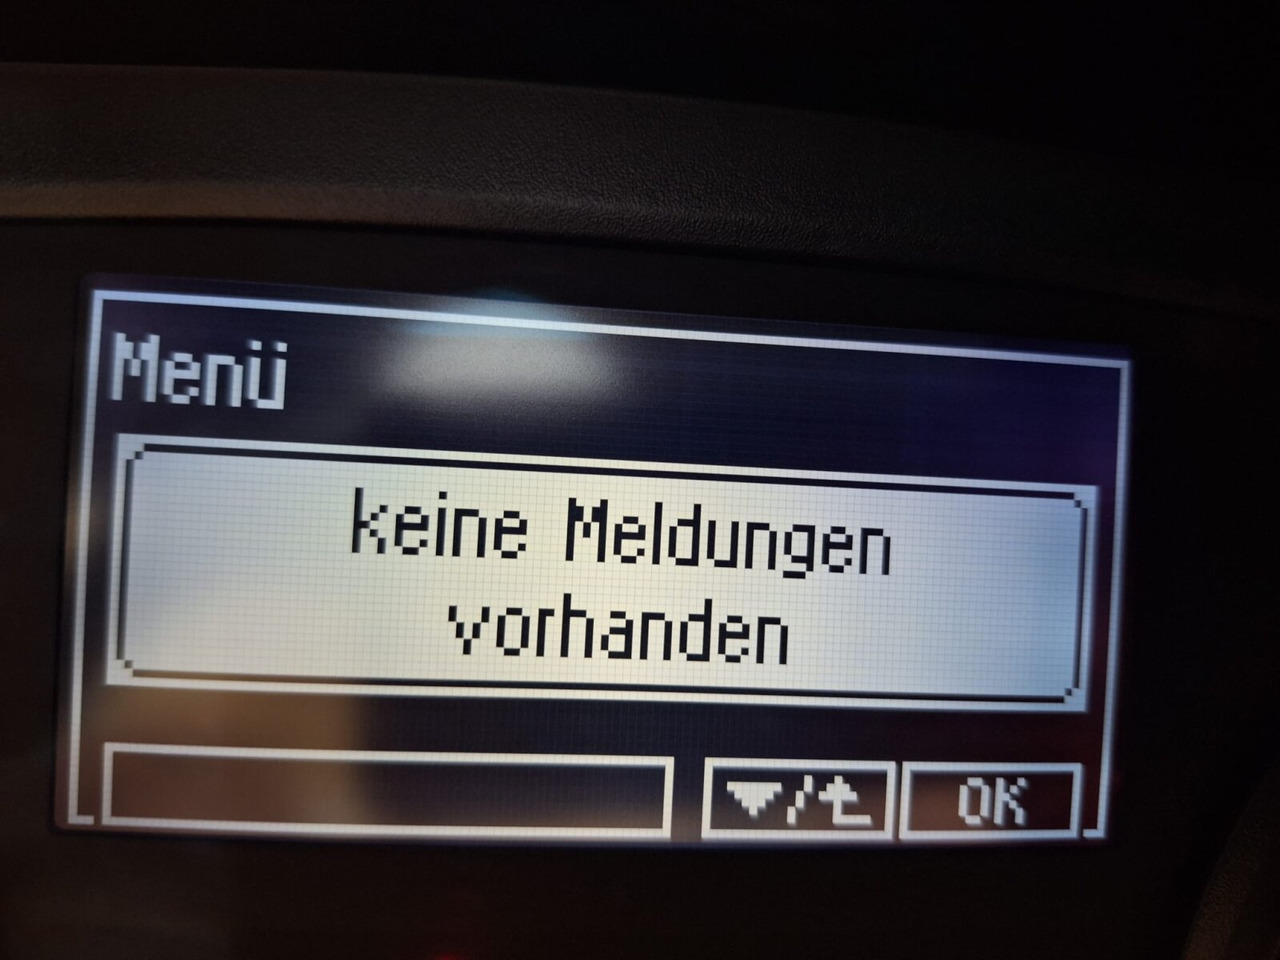 Menü
keine Meldungen
vorhanden
▼/↰ OK